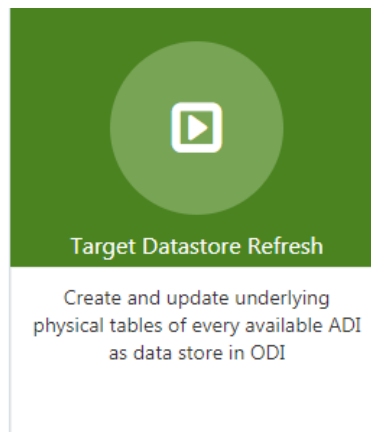 Target Datastore Refresh
Create and update underlying
physical tables of every available ADI
as data store in ODI